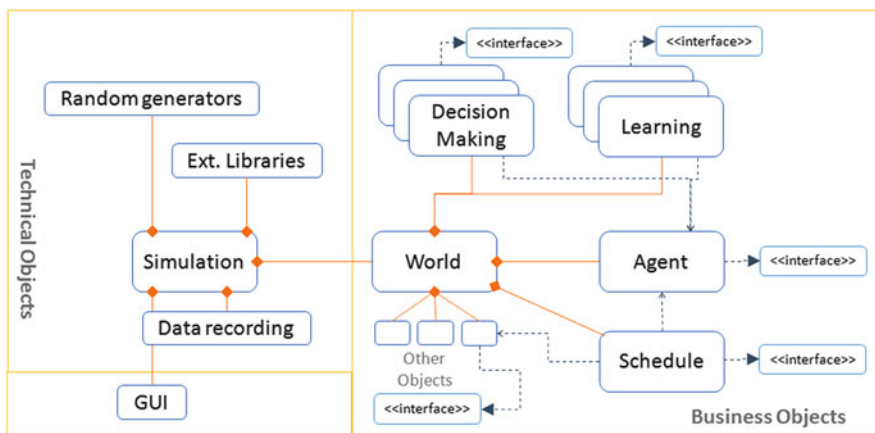 <<interface>>
<<interface>>
Random generators
Decision
Making
Learning
Ext. Libraries
Technical Objects
Simulation
World
Agent
<<interface>>
Data recording
Other
Objects
Schedule
<<interface>>
GUI
<<interface>>
Business Objects